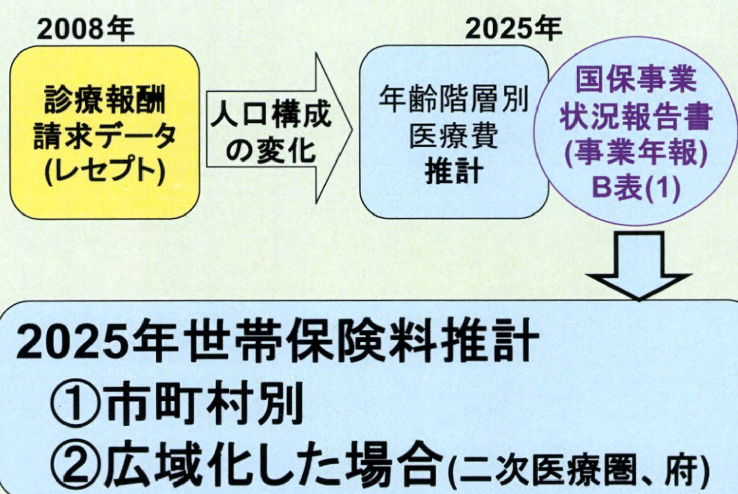 2008年
診療報酬
請求データ
(レセプト)
人口構成
の変化
2025年
年齢階層別
医療費
推計
国保事業
状況報告書
(事業年報)
B表(1)
2025年世帯保険料推計
①市町村別
②広域化した場合(二次医療圏、府)